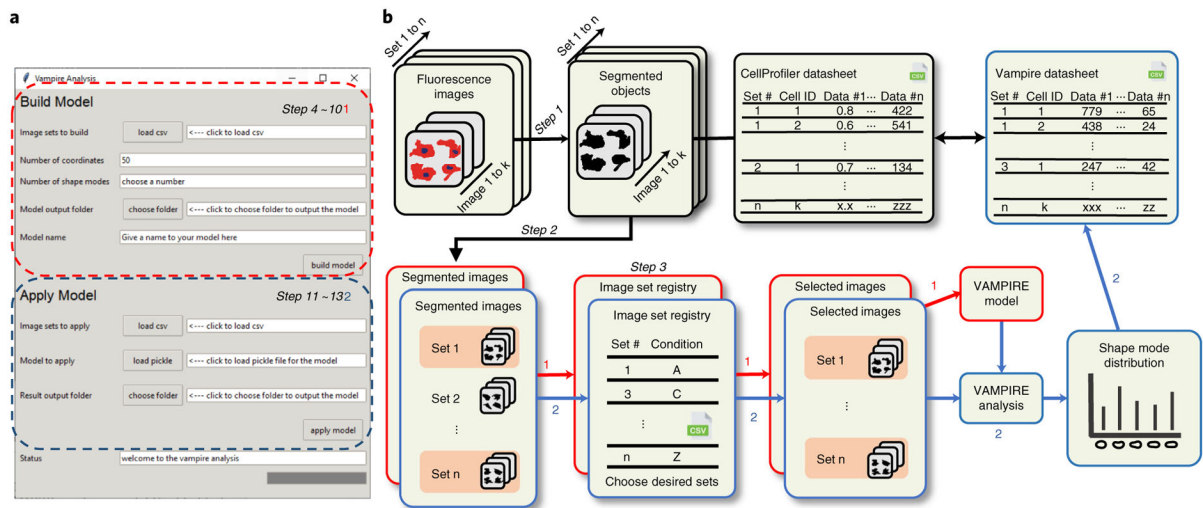 a
Vampire Analysis
Build Model
Step 4 ~10 1
Image sets to build
load csv
<--- click to load csv
Number of coordinates
50
Number of shape modes
choose a number
Model output folder
choose folder
<--- click to choose folder to output the model
Model name
Give a name to your model here
build model
Apply Model
Step 11 ~13 2
Image sets to apply
load csv
<--- click to load csv
Model to apply
load pickle
<--- click to load pickle file for the model
Result output folder
choose folder
<--- click to choose folder to output the model
apply model
Status
welcome to the vampire analysis
b
Set 1 to n
Fluorescence
images
Image 1 to k
Step 1
Set 1 to n
Segmented
objects
Image 1 to k
CellProfiler datasheet
CSV
Set # Cell ID Data #1··· Data #n
1 1 0.8 ··· 422
1 2 0.6 ··· 541
⋮
2 1 0.7 ··· 134
⋮
n k x.x ··· zzz
Vampire datasheet
CSV
Set # Cell ID Data #1 ··· Data #n
1 1 779 ··· 65
1 2 438 ··· 24
⋮
3 1 247 ··· 42
⋮
n k xxx ··· zz
Step 2
Segmented images
Segmented images
Set 1
Set 2
⋮
Set n
1
2
Step 3
Image set registry
Image set registry
Set # Condition
1 A
3 C
⋮
CSV
n Z
Choose desired sets
1
2
Selected images
Selected images
Set 1
⋮
Set n
1
VAMPIRE
model
VAMPIRE
analysis
2
2
Shape mode
distribution